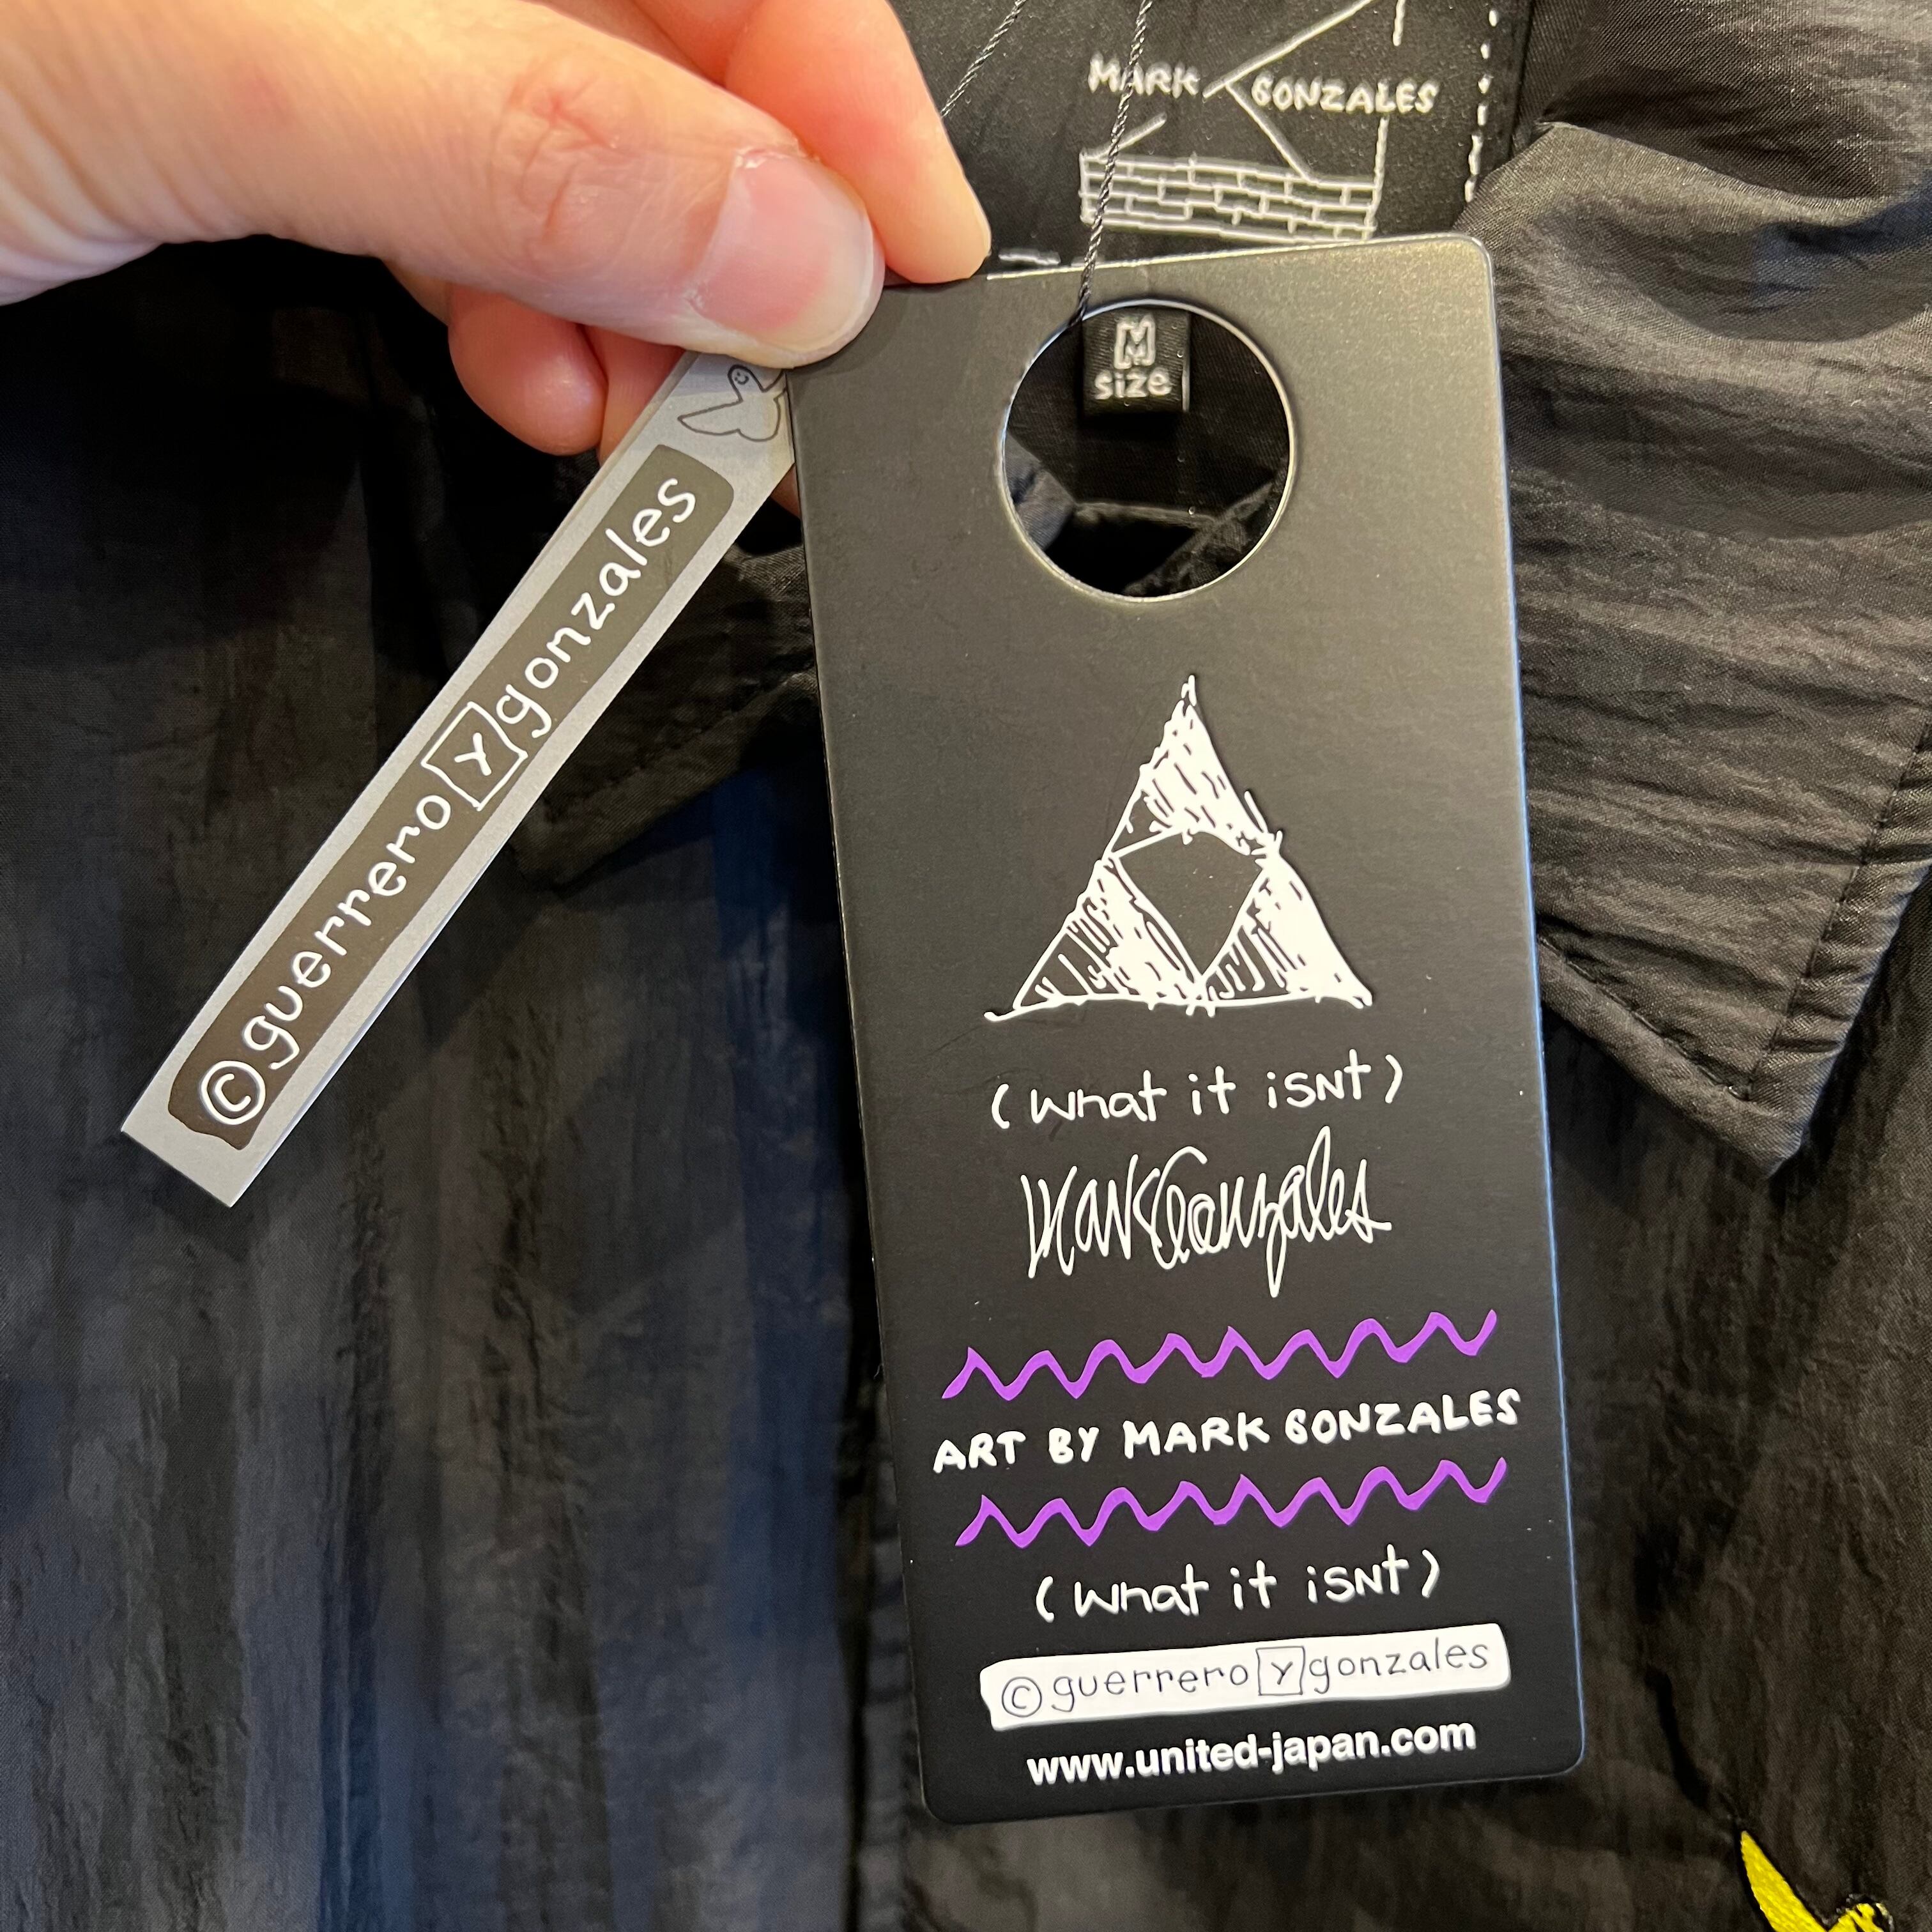 MARK GONZALES
M
size
©guerrero Y gonzales
(what it isNt)
Mark Gonzales
ART BY MARK GONZALES
(what it isNt)
©guerrero Y gonzales
www.united-japan.com